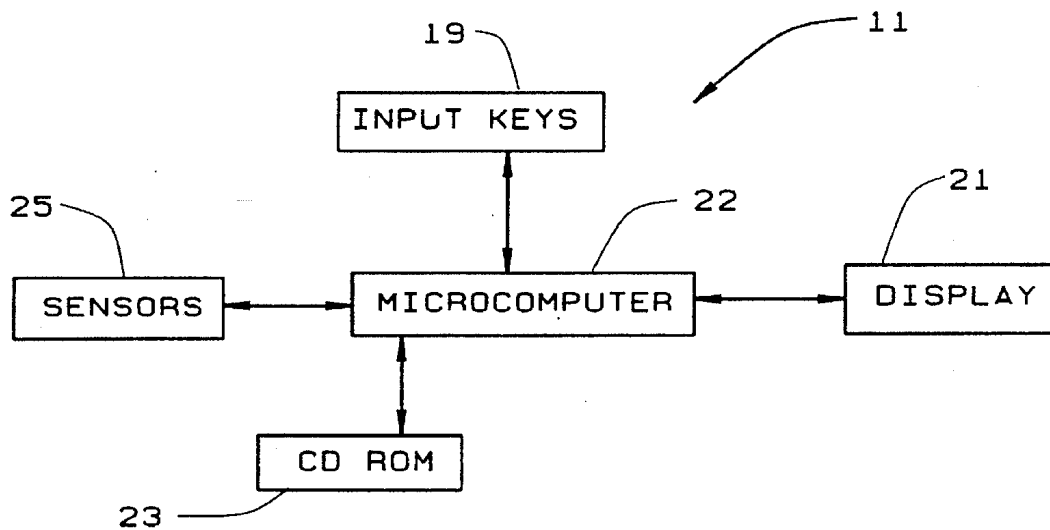 19
11
INPUT KEYS
25
22
21
SENSORS
MICROCOMPUTER
DISPLAY
CD ROM
23